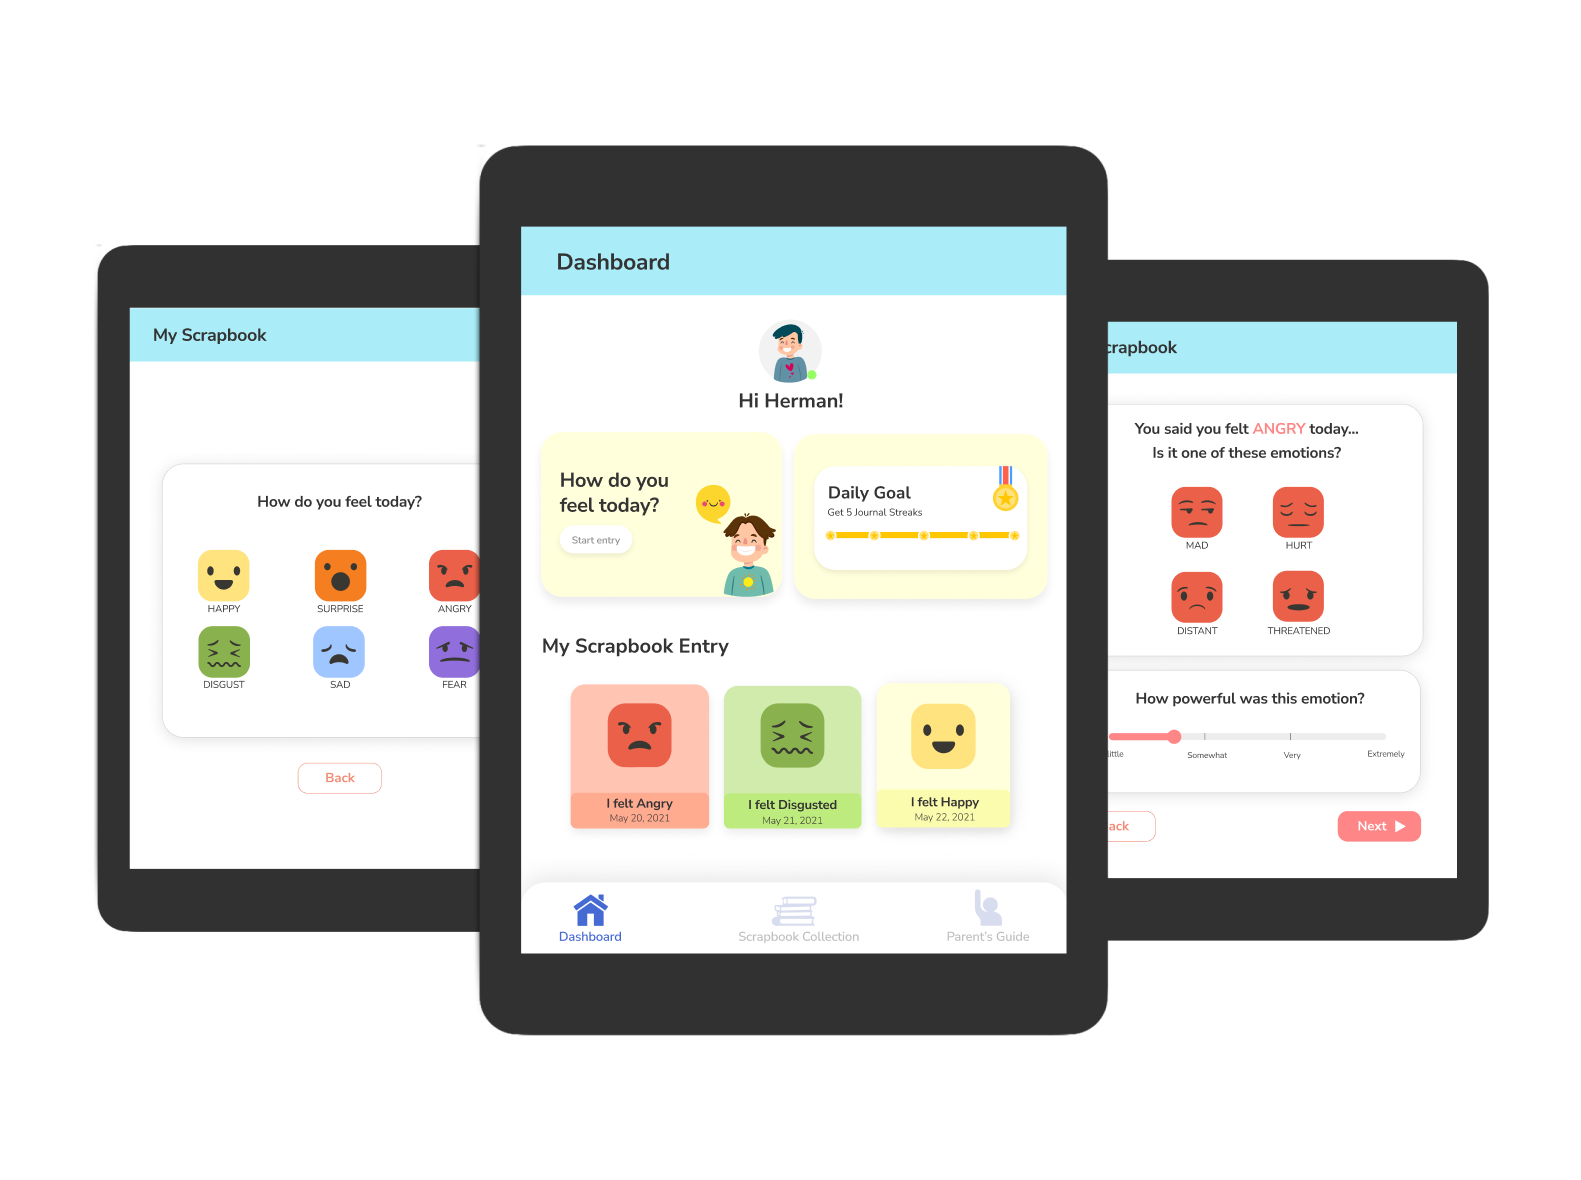 My Scrapbook
How do you feel today?
HAPPY
SURPRISE
ANGRY
DISGUST
SAD
FEAR
Back
Dashboard
Hi Herman!
How do you
feel today?
Start entry
Daily Goal
Get 5 Journal Streaks
My Scrapbook Entry
I felt Angry
May 20, 2021
I felt Disgusted
May 21, 2021
I felt Happy
May 22, 2021
Dashboard
Scrapbook Collection
Parent's Guide
crapbook
You said you felt ANGRY today...
Is it one of these emotions?
MAD
HURT
DISTANT
THREATENED
How powerful was this emotion?
little
Somewhat
Very
Extremely
ack
Next